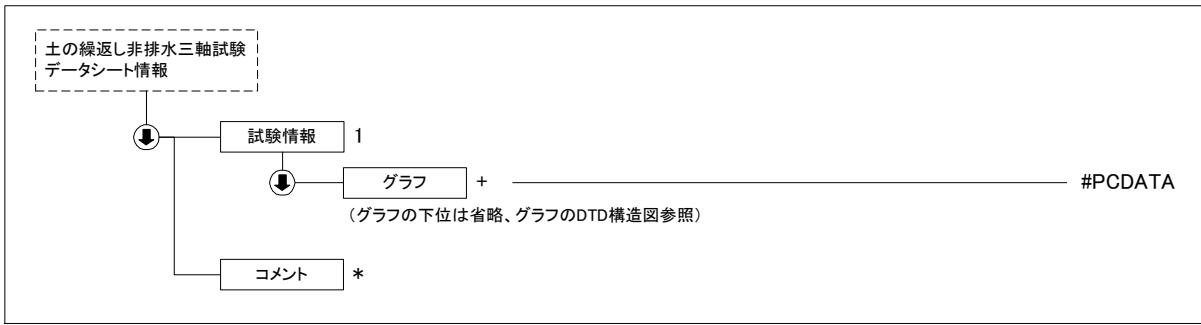 土の繰返し非排水三軸試験
データシート情報
試験情報 1
グラフ + #PCDATA
(グラフの下位は省略、グラフのDTD構造図参照)
コメント *